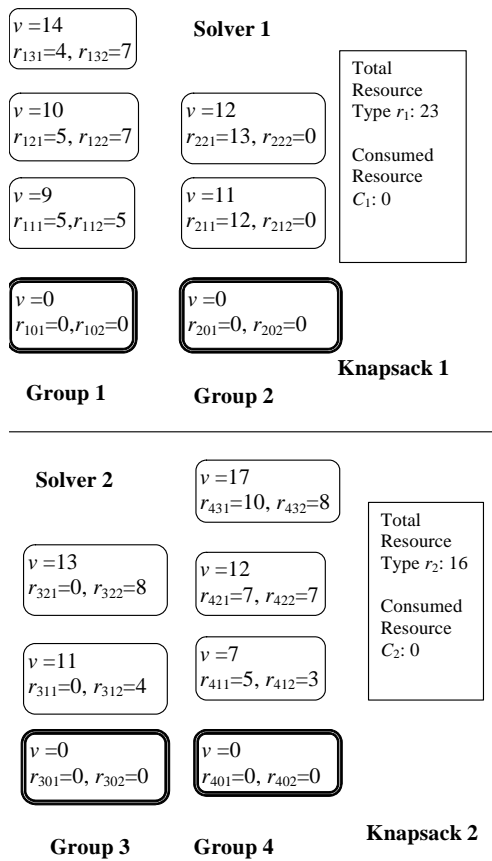 v =14
r131=4, r132=7
Solver 1
Total
Resource
Type r1: 23
Consumed
Resource
C1: 0
v =10
r121=5, r122=7
v =12
r221=13, r222=0
v =9
r111=5,r112=5
v =11
r211=12, r212=0
v =0
r101=0,r102=0
v =0
r201=0, r202=0
Knapsack 1
Group 1
Group 2
Solver 2
v =17
r431=10, r432=8
Total
Resource
Type r2: 16
Consumed
Resource
C2: 0
v =13
r321=0, r322=8
v =12
r421=7, r422=7
v =11
r311=0, r312=4
v =7
r411=5, r412=3
v =0
r301=0, r302=0
v =0
r401=0, r402=0
Knapsack 2
Group 3
Group 4